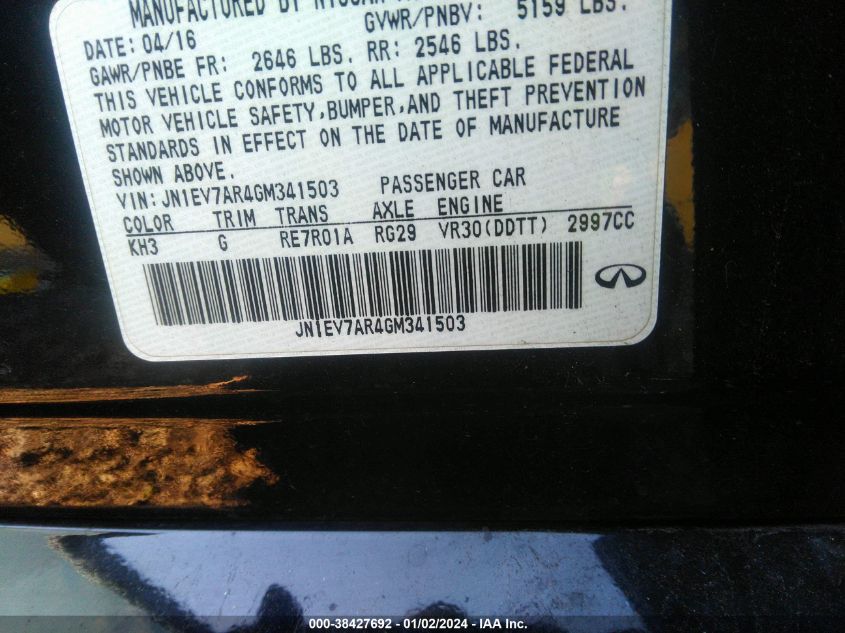 MANUFACTURED BY NISSAN
GVWR/PNBV: 5159 LBS.
DATE: 04/16
GAWR/PNBE FR: 2646 LBS. RR: 2546 LBS.
THIS VEHICLE CONFORMS TO ALL APPLICABLE FEDERAL
MOTOR VEHICLE SAFETY,BUMPER,AND THEFT PREVENTION
STANDARDS IN EFFECT ON THE DATE OF MANUFACTURE
SHOWN ABOVE.
VIN: JN1EV7AR4GM341503 PASSENGER CAR
COLOR TRIM TRANS AXLE ENGINE
KH3 G RE7R01A RG29 VR30(DDTT) 2997CC
JN1EV7AR4GM341503
000-38427692 - 01/02/2024 - IAA Inc.